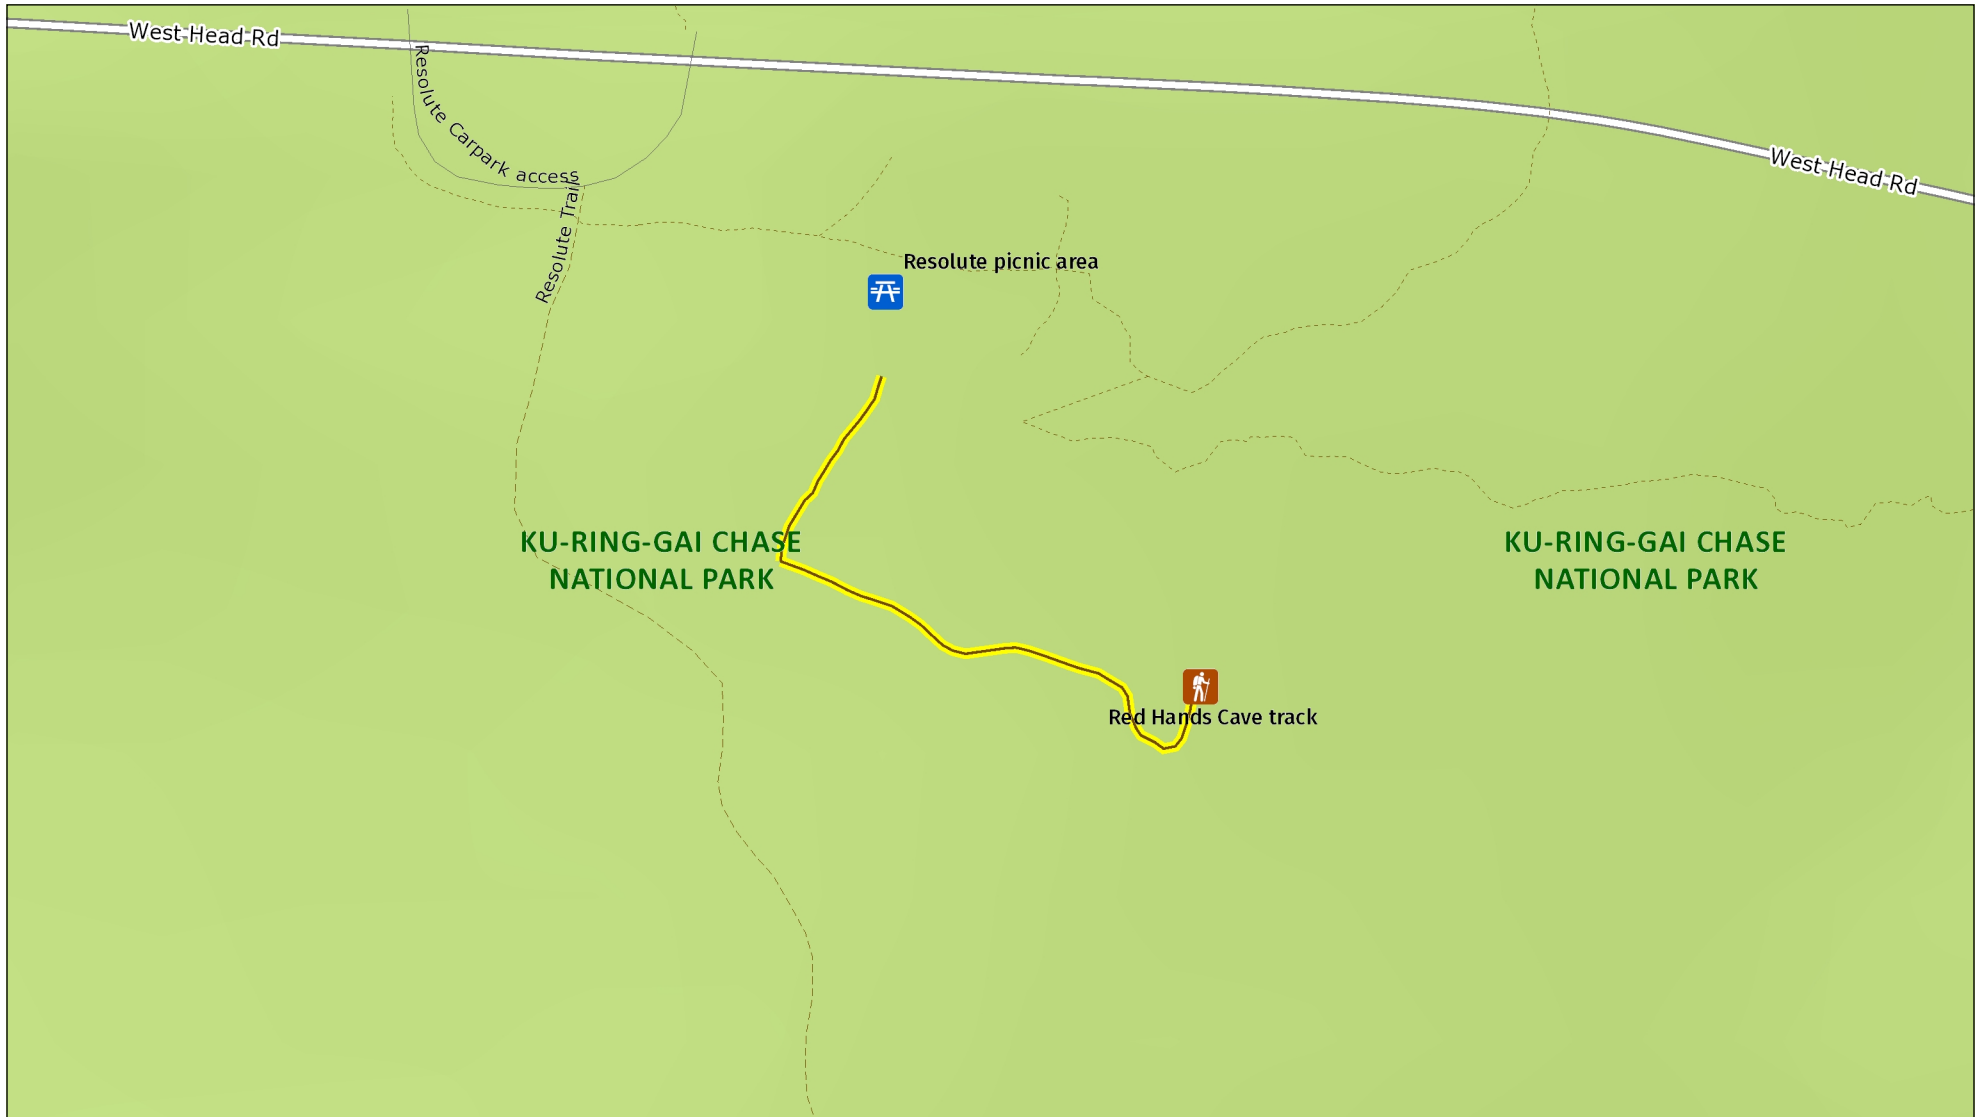 West Head Rd
Resolute Carpark access
West Head Rd
Resolute Trail
Resolute picnic area
KU-RING-GAI CHASE
NATIONAL PARK
KU-RING-GAI CHASE
NATIONAL PARK
Red Hands Cave track